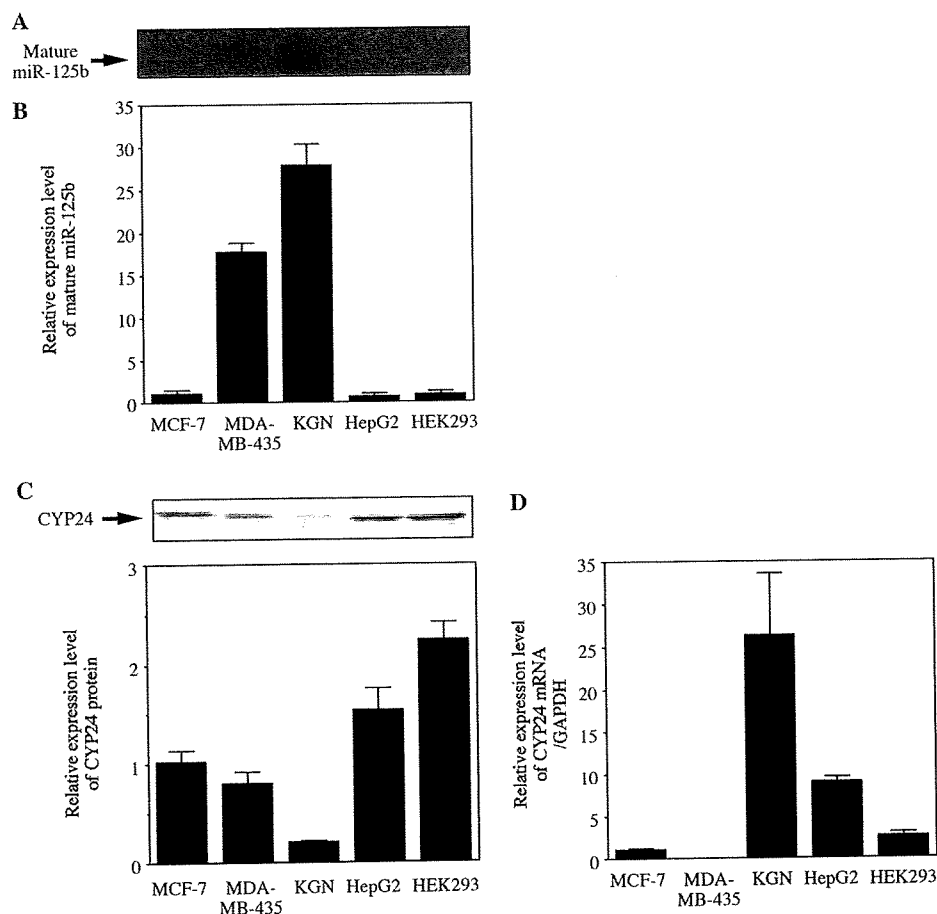 A
Mature
miR-125b
B
Relative expression level
of mature miR-125b
35
30
25
20
15
10
5
0
MCF-7
MDA-
MB-435
KGN
HepG2
HEK293
C
CYP24
Relative expression level
of CYP24 protein
3
2
1
0
MCF-7
MDA-
MB-435
KGN
HepG2
HEK293
D
Relative expression level
of CYP24 mRNA
/GAPDH
35
30
25
20
15
10
5
0
MCF-7
MDA-
MB-435
KGN
HepG2
HEK293